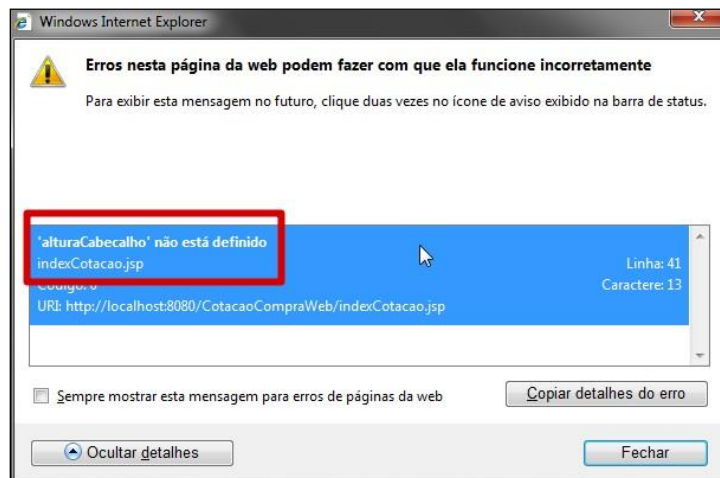 Windows Internet Explorer
Erros nesta página da web podem fazer com que ela funcione incorretamente
Para exibir esta mensagem no futuro, clique duas vezes no ícone de aviso exibido na barra de status.
'alturaCabecalho' não está definido
indexCotacao.jsp
Linha: 41
Código: 0
Caractere: 13
URI: http://localhost:8080/CotacaoCompraWeb/indexCotacao.jsp
Sempre mostrar esta mensagem para erros de páginas da web
Copiar detalhes do erro
Ocultar detalhes
Fechar